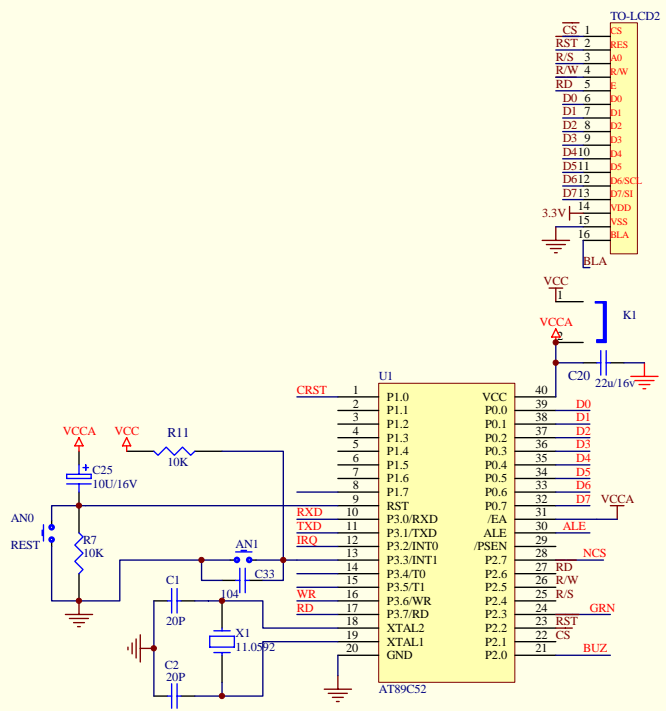 TO-LCD2
CS 1 CS
RST 2 RES
R/S 3 A0
R/W 4 R/W
RD 5 E
D0 6 D0
D1 7 D1
D2 8 D2
D3 9 D3
D4 10 D4
D5 11 D5
D6 12 D6/SCL
D7 13 D7/SI
3.3V 14 VDD
15 VSS
16 BLA
BLA
VCC
1
K1
VCCA
2
C20
22u/16v
U1
CRST 1 P1.0 VCC 40
2 P1.1 P0.0 39 D0
3 P1.2 P0.1 38 D1
4 P1.3 P0.2 37 D2
5 P1.4 P0.3 36 D3
6 P1.5 P0.4 35 D4
7 P1.6 P0.5 34 D5
8 P1.7 P0.6 33 D6
9 RST P0.7 32 D7
RXD 10 P3.0/RXD /EA 31 VCCA
TXD 11 P3.1/TXD ALE 30 ALE
IRQ 12 P3.2/INT0 /PSEN 29
13 P3.3/INT1 P2.7 28 NCS
14 P3.4/T0 P2.6 27 RD
15 P3.5/T1 P2.5 26 R/W
WR 16 P3.6/WR P2.4 25 R/S
RD 17 P3.7/RD P2.3 24 GRN
18 XTAL2 P2.2 23 RST
19 XTAL1 P2.1 22 CS
20 GND P2.0 21 BUZ
AT89C52
VCCA VCC
R11
10K
+
C25
10U/16V
AN0
REST
R7
10K
AN1
C33
104
C1
20P
X1
11.0592
C2
20P